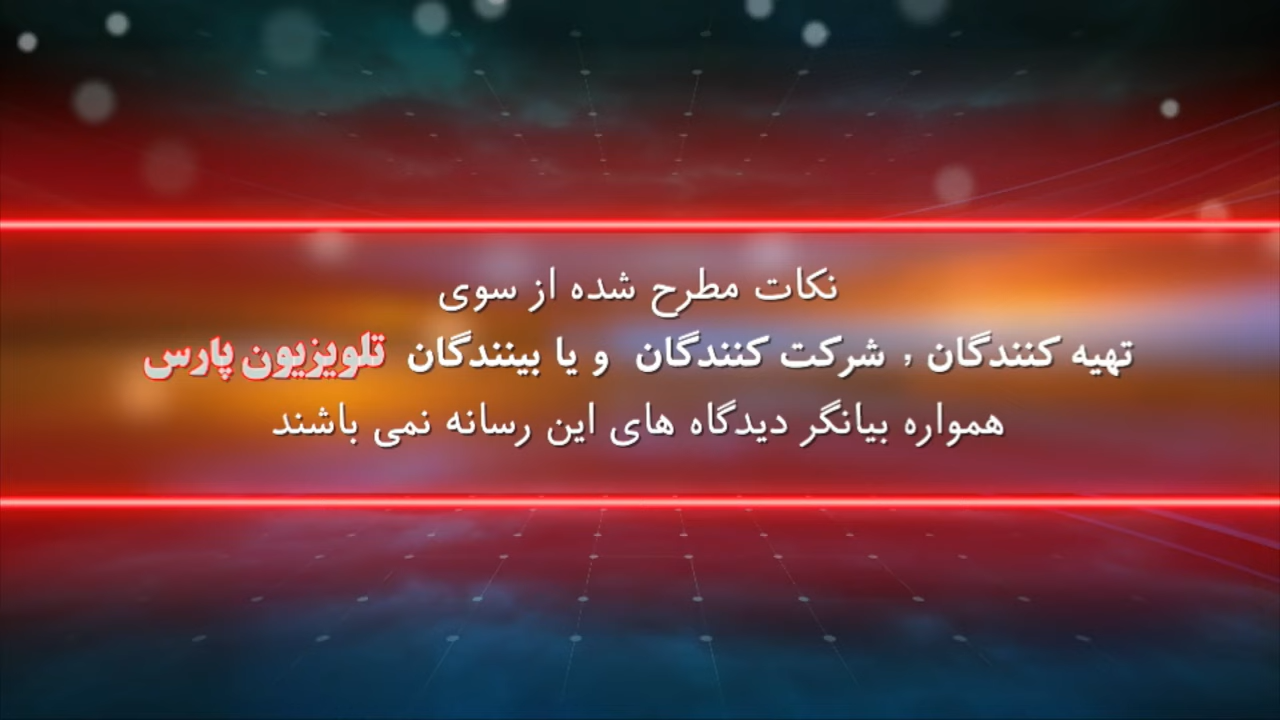 نکات مطرح شده از سوی
تهیه کنندگان , شرکت کنندگان و یا بینندگان تلویزیون پارس
همواره بیانگر دیدگاه های این رسانه نمی باشند